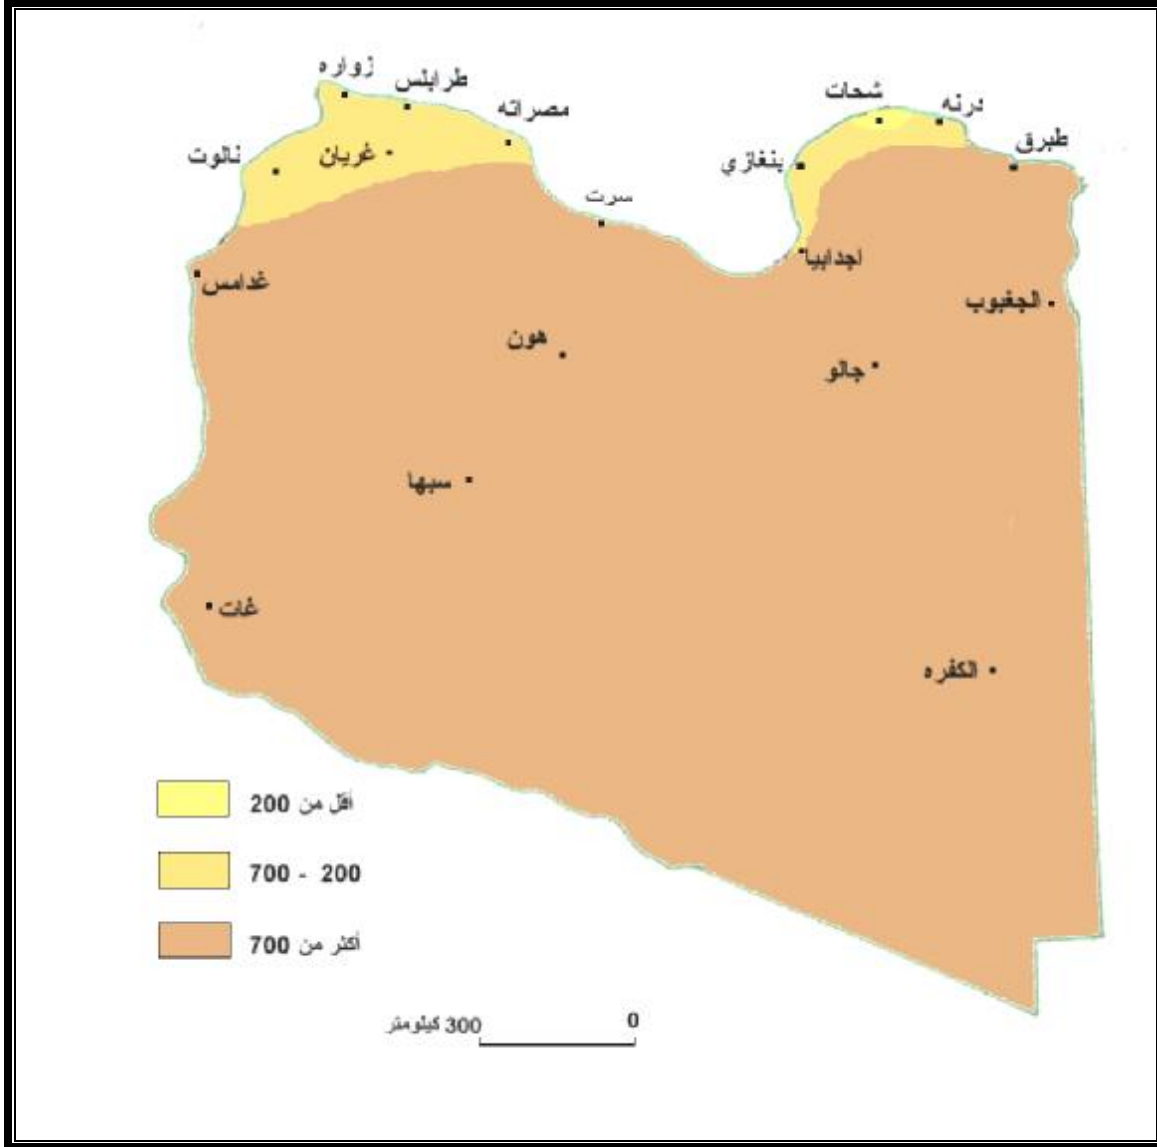 زواره
طرابلس
مصراته
شحات
درنه
طبرق
نالوت
غريان
بنغازي
سرت
اجدابيا
غدامس
الجغبوب
هون
جالو
سبها
غات
الكفره
أقل من 200
200 - 700
أكثر من 700
0
300 كيلومتر